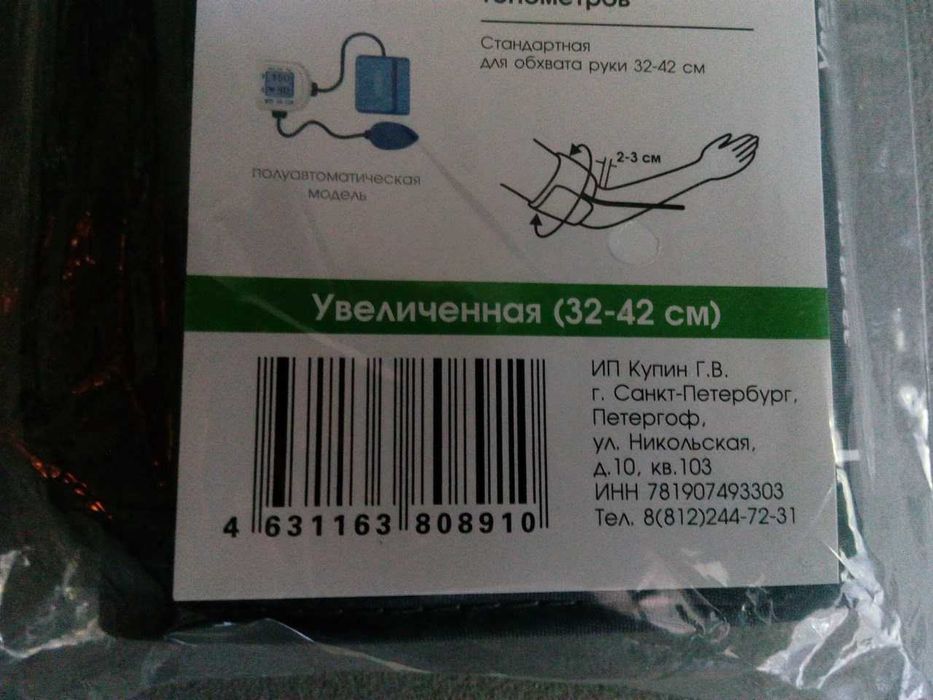 тонометров
Стандартная
для обхвата руки 32-42 см
2-3 см
полуавтоматическая
модель
Увеличенная (32-42 см)
ИП Купин Г.В.
г. Санкт-Петербург,
Петергоф,
ул. Никольская,
д.10, кв.103
ИНН 781907493303
Тел. 8(812)244-72-31
4 631163 808910